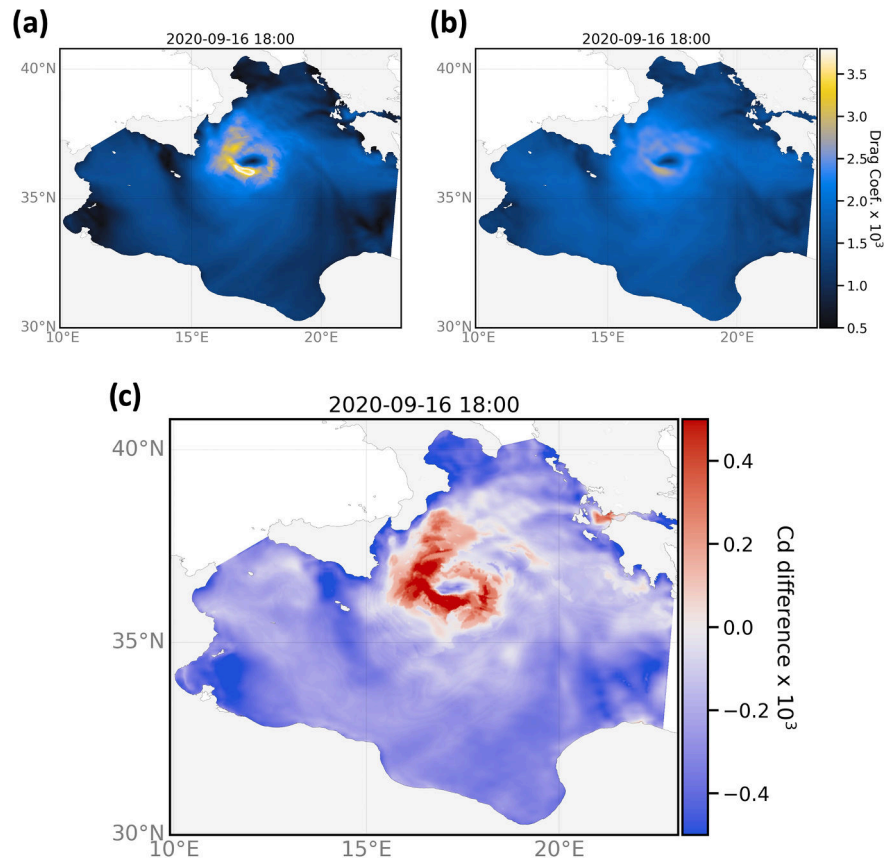 (a)
(b)
2020-09-16 18:00
2020-09-16 18:00
40°N
40°N
35°N
35°N
30°N
30°N
10°E
15°E
20°E
10°E
15°E
20°E
3.5
3.0
2.5
2.0
1.5
1.0
0.5
Drag Coef. x 10³
(c)
2020-09-16 18:00
40°N
35°N
30°N
10°E
15°E
20°E
0.4
0.2
0.0
−0.2
−0.4
Cd difference x 10³